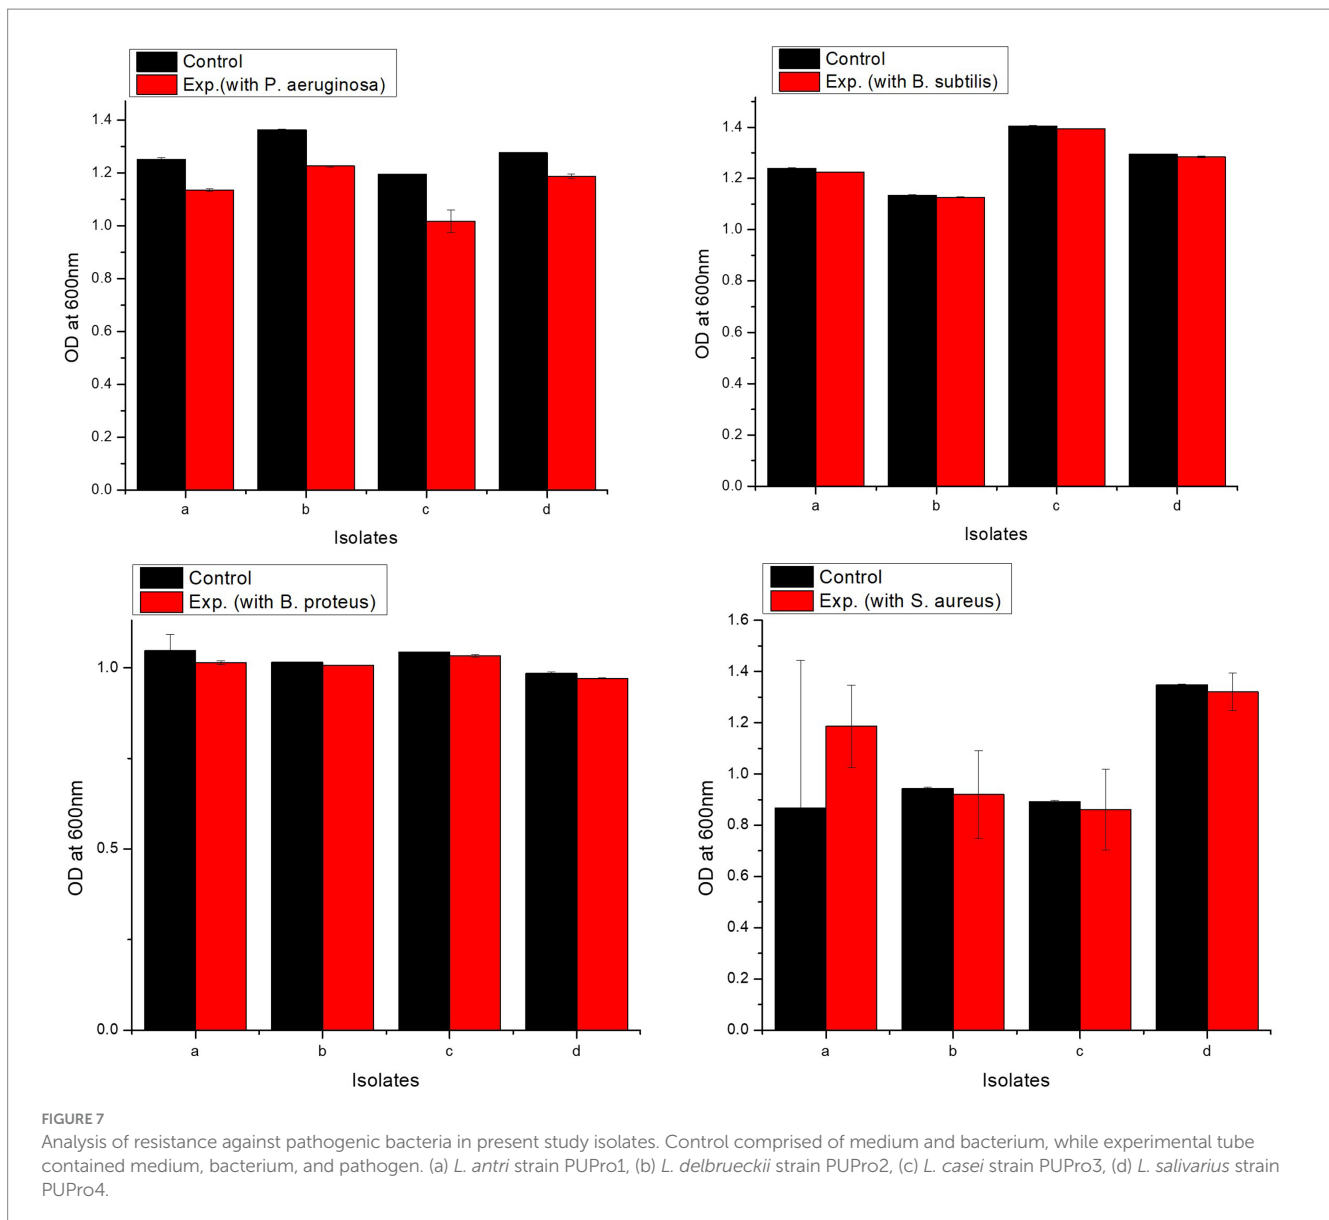 Control
Exp.(with P. aeruginosa)
1.4
1.2
1.0
0.8
0.6
0.4
0.2
0.0
OD at 600nm
a b c d
Isolates
Control
Exp. (with B. subtilis)
1.4
1.2
1.0
0.8
0.6
0.4
0.2
0.0
OD at 600nm
a b c d
Isolates
Control
Exp. (with B. proteus)
1.0
0.5
0.0
OD at 600nm
a b c d
Isolates
Control
Exp. (with S. aureus)
1.6
1.4
1.2
1.0
0.8
0.6
0.4
0.2
0.0
OD at 600nm
a b c d
Isolates
FIGURE 7
Analysis of resistance against pathogenic bacteria in present study isolates. Control comprised of medium and bacterium, while experimental tube
contained medium, bacterium, and pathogen. (a) L. antri strain PUPro1, (b) L. delbrueckii strain PUPro2, (c) L. casei strain PUPro3, (d) L. salivarius strain
PUPro4.